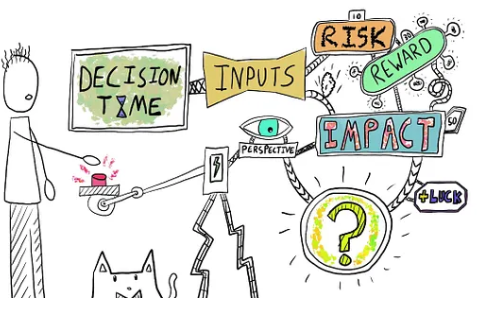 DECISION
TIME
INPUTS
10
RISK
REWARD
PERSPECTIVE
IMPACT
50
?
+LUCK